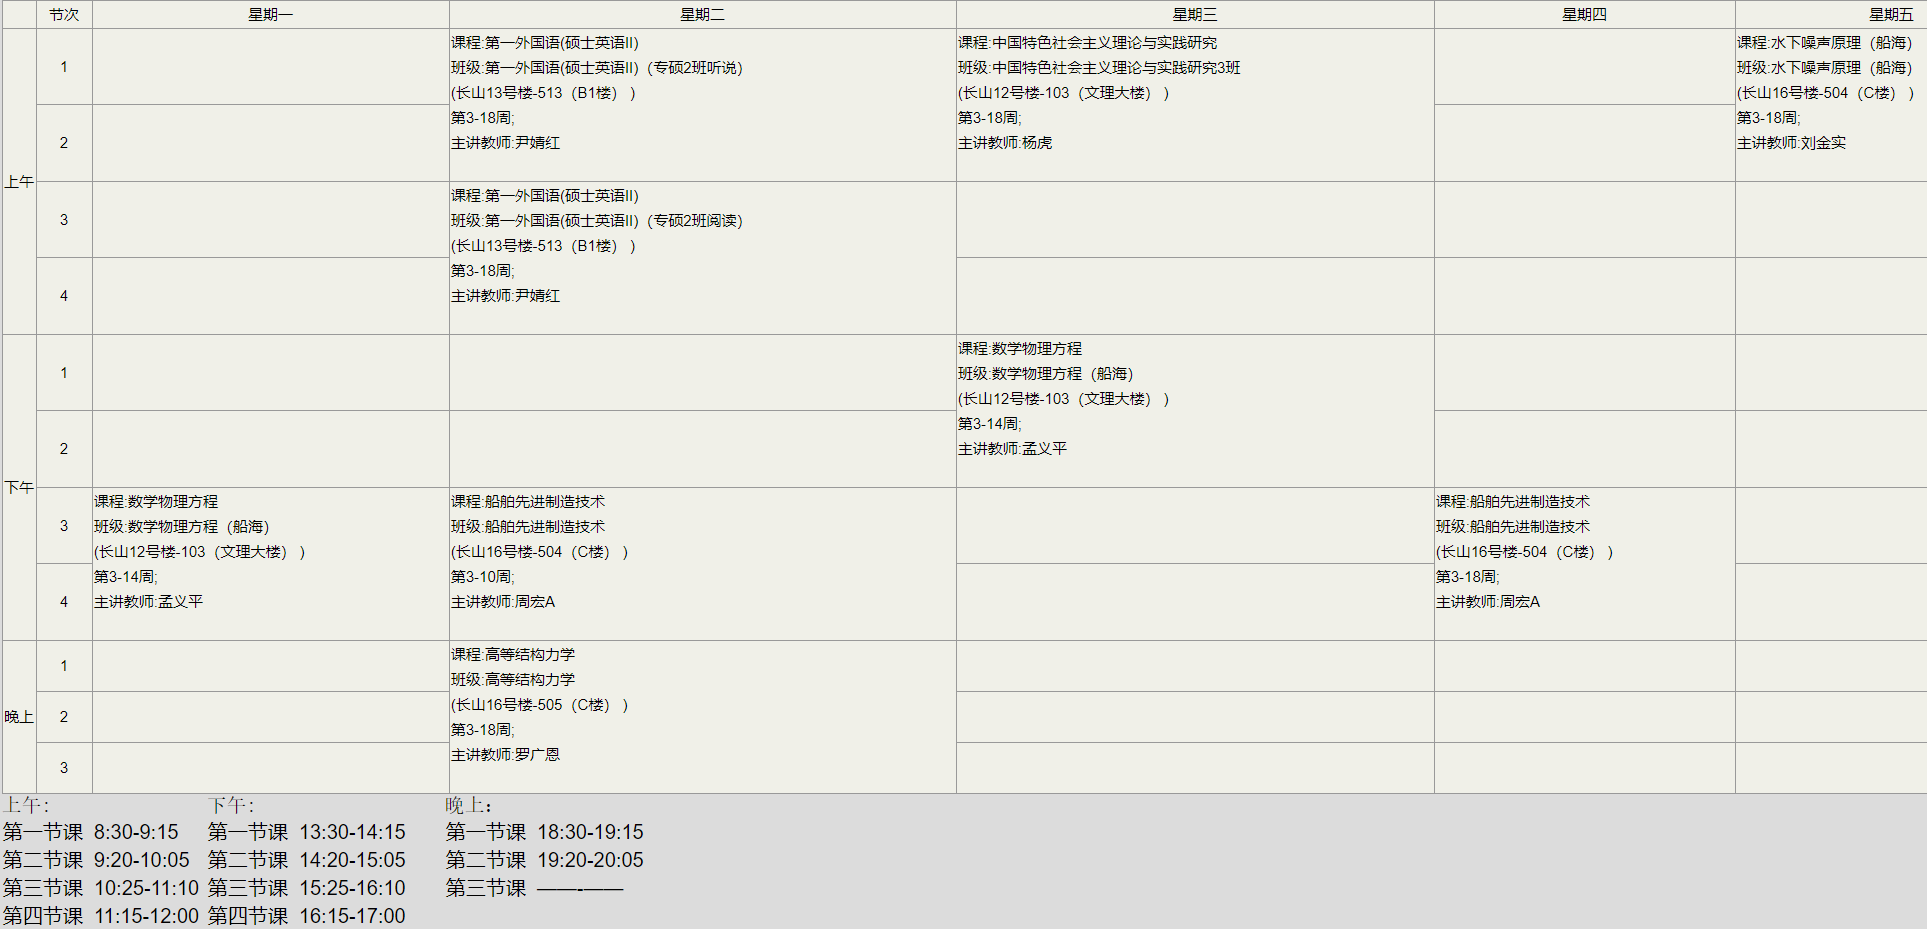 节次 星期一 星期二 星期三 星期四 星期五
上午
1
课程:第一外国语(硕士英语II)
班级:第一外国语(硕士英语II)（专硕2班听说）
(长山13号楼-513（B1楼） )
第3-18周;
主讲教师:尹婧红
课程:中国特色社会主义理论与实践研究
班级:中国特色社会主义理论与实践研究3班
(长山12号楼-103（文理大楼） )
第3-18周;
主讲教师:杨虎
课程:水下噪声原理（船海）
班级:水下噪声原理（船海）
(长山16号楼-504（C楼） )
第3-18周;
主讲教师:刘金实
2
3
课程:第一外国语(硕士英语II)
班级:第一外国语(硕士英语II)（专硕2班阅读）
(长山13号楼-513（B1楼） )
第3-18周;
主讲教师:尹婧红
4
下午
1
课程:数学物理方程
班级:数学物理方程（船海）
(长山12号楼-103（文理大楼） )
第3-14周;
主讲教师:孟义平
2
3
课程:数学物理方程
班级:数学物理方程（船海）
(长山12号楼-103（文理大楼） )
第3-14周;
主讲教师:孟义平
课程:船舶先进制造技术
班级:船舶先进制造技术
(长山16号楼-504（C楼） )
第3-10周;
主讲教师:周宏A
课程:船舶先进制造技术
班级:船舶先进制造技术
(长山16号楼-504（C楼） )
第3-18周;
主讲教师:周宏A
4
晚上
1
课程:高等结构力学
班级:高等结构力学
(长山16号楼-505（C楼） )
第3-18周;
主讲教师:罗广恩
2
3
上午： 下午： 晚上：
第一节课 8:30-9:15 第一节课 13:30-14:15 第一节课 18:30-19:15
第二节课 9:20-10:05 第二节课 14:20-15:05 第二节课 19:20-20:05
第三节课 10:25-11:10 第三节课 15:25-16:10 第三节课 ——-——
第四节课 11:15-12:00 第四节课 16:15-17:00